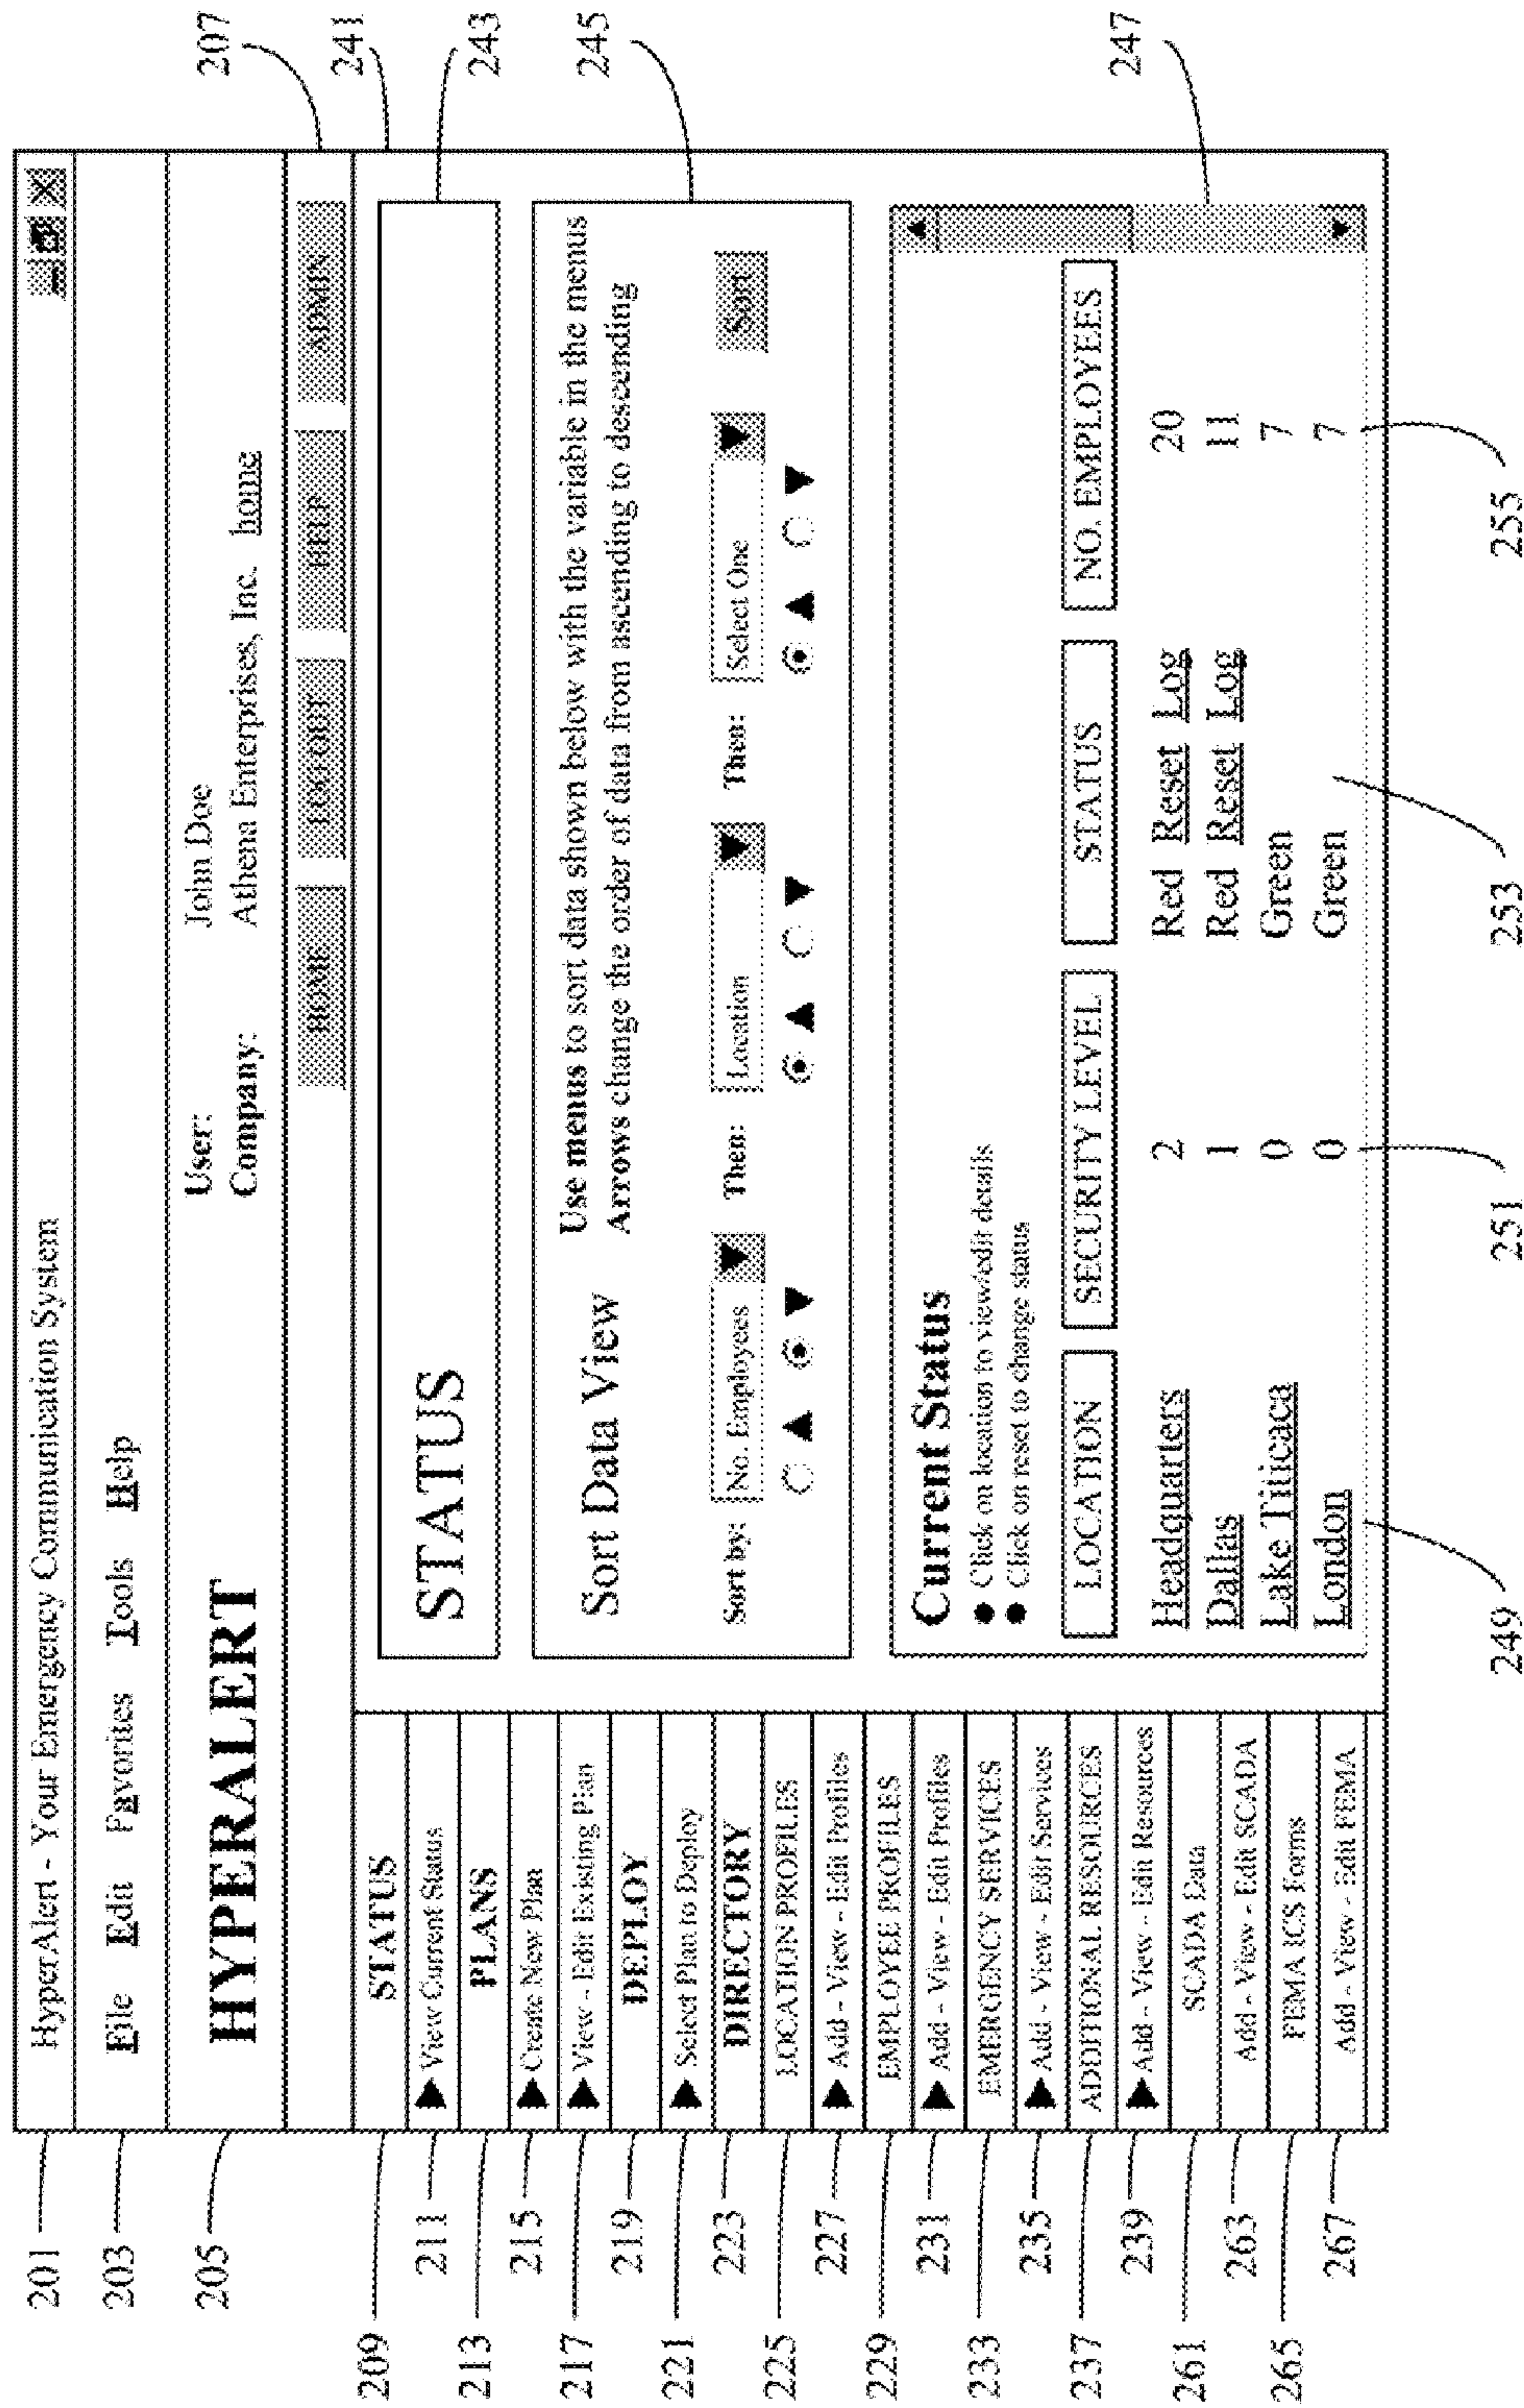 HyperAlert - Your Emergency Communication System
File Edit Favorites Tools Help
HYPERALERT
User: John Doe
Company: Athena Enterprises, Inc. home
HOME LOGOUT HELP ADMIN
STATUS
View Current Status
PLANS
Create New Plan
View - Edit Existing Plan
DEPLOY
Select Plan to Deploy
DIRECTORY
LOCATION PROFILES
Add - View - Edit Profiles
EMPLOYEE PROFILES
Add - View - Edit Profiles
EMERGENCY SERVICES
Add - View - Edit Services
ADDITIONAL RESOURCES
Add - View - Edit Resources
SCADA Data
Add - View - Edit SCADA
FEMA ICS Forms
Add - View - Edit FEMA
STATUS
Sort Data View
Use menus to sort data shown below with the variable in the menus
Arrows change the order of data from ascending to descending
Sort by: No. Employees Then: Location Then: Select One Sort
Current Status
● Click on location to view/edit details
● Click on reset to change status
LOCATION SECURITY LEVEL STATUS NO. EMPLOYEES
Headquarters 2 Red Reset Log 20
Dallas 1 Red Reset Log 11
Lake Titicaca 0 Green 7
London 0 Green 7
201
203
205
209
211
213
215
217
219
221
223
225
227
229
231
233
235
237
239
261
263
265
267
207
241
243
245
247
249
251
253
255